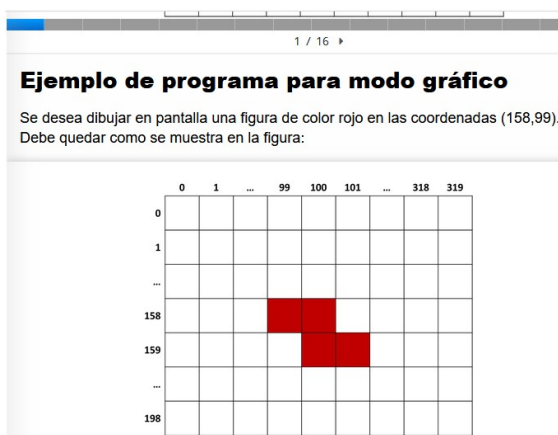 1 / 16
Ejemplo de programa para modo gráfico
Se desea dibujar en pantalla una figura de color rojo en las coordenadas (158,99).
Debe quedar como se muestra en la figura:
0 1 ... 99 100 101 ... 318 319
0
1
...
158
159
...
198